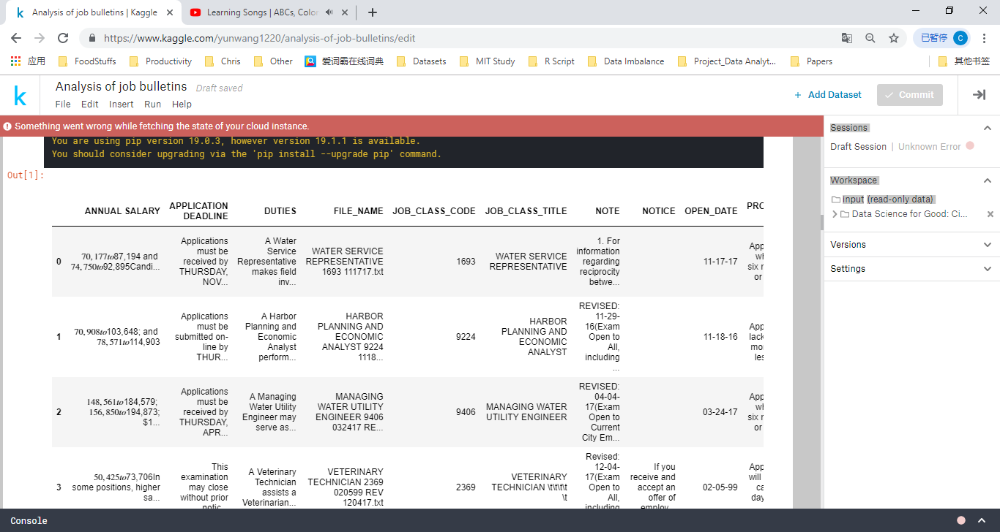 Analysis of job bulletins | Kaggle
Learning Songs | ABCs, Color
https://www.kaggle.com/yunwang1220/analysis-of-job-bulletins/edit
已暂停 C
应用 FoodStuffs Productivity Chris Other 爱词霸在线词典 Datasets MIT Study R Script Data Imbalance Project_Data Analyt... Papers 其他书签
k
Analysis of job bulletins Draft saved
File Edit Insert Run Help
+ Add Dataset
Commit
Something went wrong while fetching the state of your cloud instance.
You are using pip version 19.0.3, however version 19.1.1 is available.
You should consider upgrading via the 'pip install --upgrade pip' command.
Out[1]:
ANNUAL SALARY
APPLICATION
DEADLINE
DUTIES
FILE_NAME
JOB_CLASS_CODE
JOB_CLASS_TITLE
NOTE
NOTICE
OPEN_DATE
PRC
0
70,177to87,194 and
74,750to92,895Candi...
Applications
must be
received by
THURSDAY,
NOV...
A Water
Service
Representative
makes field
inv...
WATER SERVICE
REPRESENTATIVE
1693 111717.txt
1693
WATER SERVICE
REPRESENTATIVE
1. For
information
regarding
reciprocity
betwe...
11-17-17
App
wh
six r
or
1
70,908to103,648; and
78,571to114,903
Applications
must be
submitted on-
line by
THUR...
A Harbor
Planning and
Economic
Analyst
perform...
HARBOR
PLANNING AND
ECONOMIC
ANALYST 9224
1118...
9224
HARBOR
PLANNING AND
ECONOMIC
ANALYST
REVISED:
11-29-
16(Exam
Open to
All,
including
...
11-18-16
App
lack
mo
les
2
148,561to184,579;
156,850to194,873;
$1...
Applications
must be
received by
THURSDAY,
APR...
A Managing
Water Utility
Engineer may
serve as...
MANAGING
WATER UTILITY
ENGINEER 9406
032417 RE...
9406
MANAGING WATER
UTILITY ENGINEER
REVISED:
04-04-
17(Exam
Open to
Current
City Em...
03-24-17
App
wh
six r
or
3
50,425to73,706In
some positions, higher
sa...
This
examination
may close
without prior
notic...
A Veterinary
Technician
assists a
Veterinarian...
VETERINARY
TECHNICIAN 2369
020599 REV
120417.txt
2369
VETERINARY
TECHNICIAN \t\t\t\t
\t
Revised:
12-04-
17(Exam
Open to
All,
including
If you
receive and
accept an
offer of
employ...
02-05-99
App
will
ca
day
Sessions
Draft Session | Unknown Error
Workspace
input (read-only data)
Data Science for Good: Ci...
Versions
Settings
Console